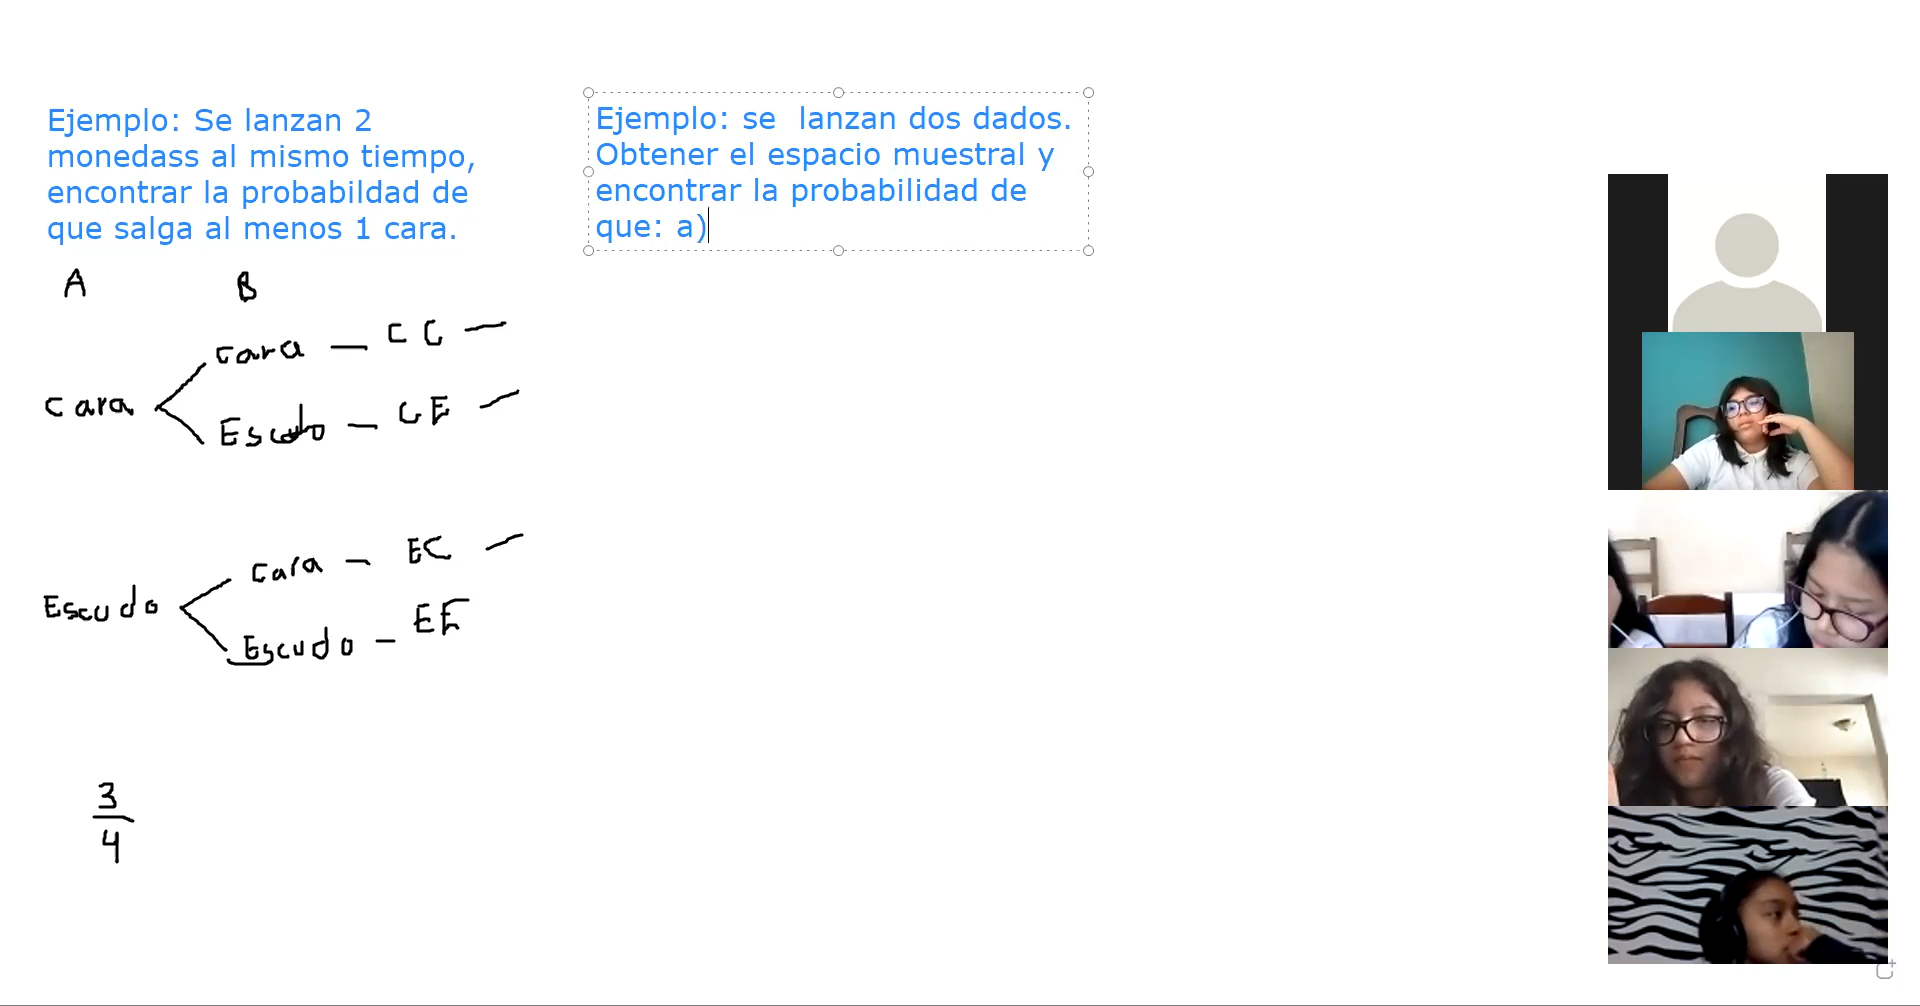 Ejemplo: Se lanzan 2
monedass al mismo tiempo,
encontrar la probabildad de
que salga al menos 1 cara.
Ejemplo: se  lanzan dos dados.
Obtener el espacio muestral y
encontrar la probabilidad de
que: a)
A B
Cara — CC —
Cara
Escudo — CE —
Cara — EC —
Escudo
Escudo — EE
3
4